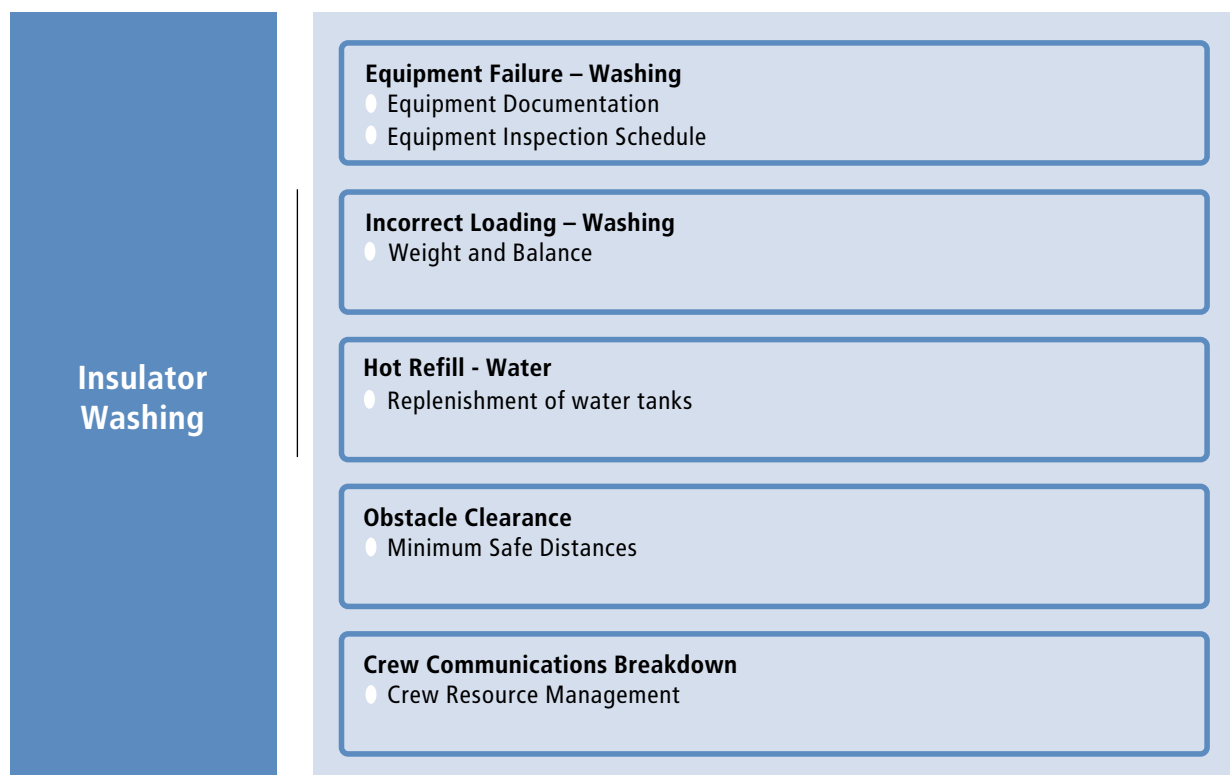 Insulator
Washing
Equipment Failure – Washing
Equipment Documentation
Equipment Inspection Schedule
Incorrect Loading – Washing
Weight and Balance
Hot Refill - Water
Replenishment of water tanks
Obstacle Clearance
Minimum Safe Distances
Crew Communications Breakdown
Crew Resource Management